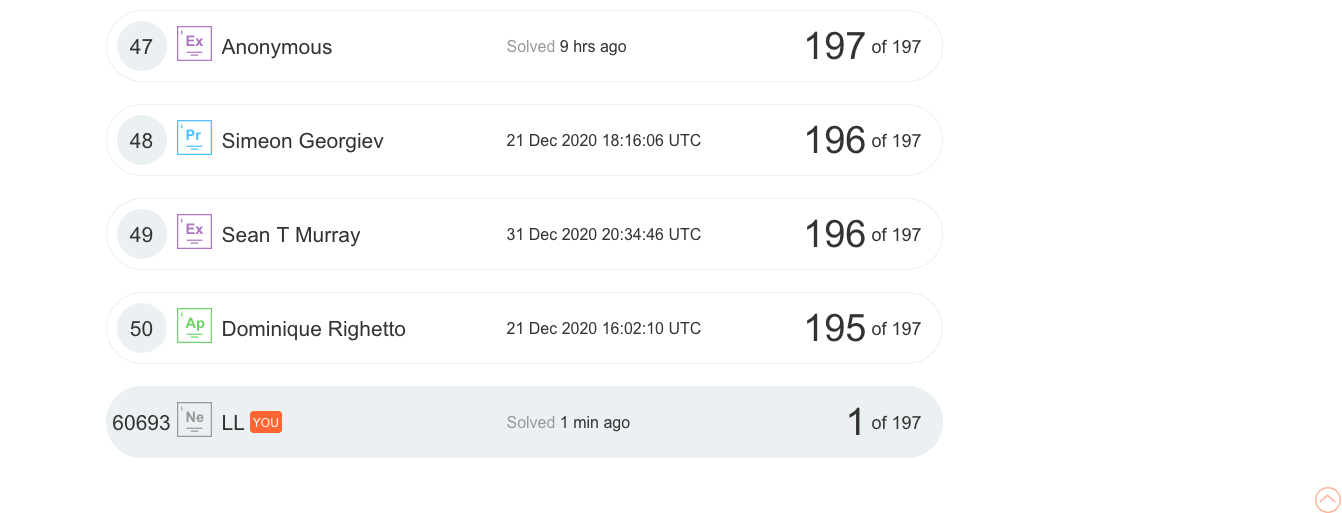 47 Ex Anonymous Solved 9 hrs ago 197 of 197
48 Pr Simeon Georgiev 21 Dec 2020 18:16:06 UTC 196 of 197
49 Ex Sean T Murray 31 Dec 2020 20:34:46 UTC 196 of 197
50 Ap Dominique Righetto 21 Dec 2020 16:02:10 UTC 195 of 197
60693 Ne LL YOU Solved 1 min ago 1 of 197